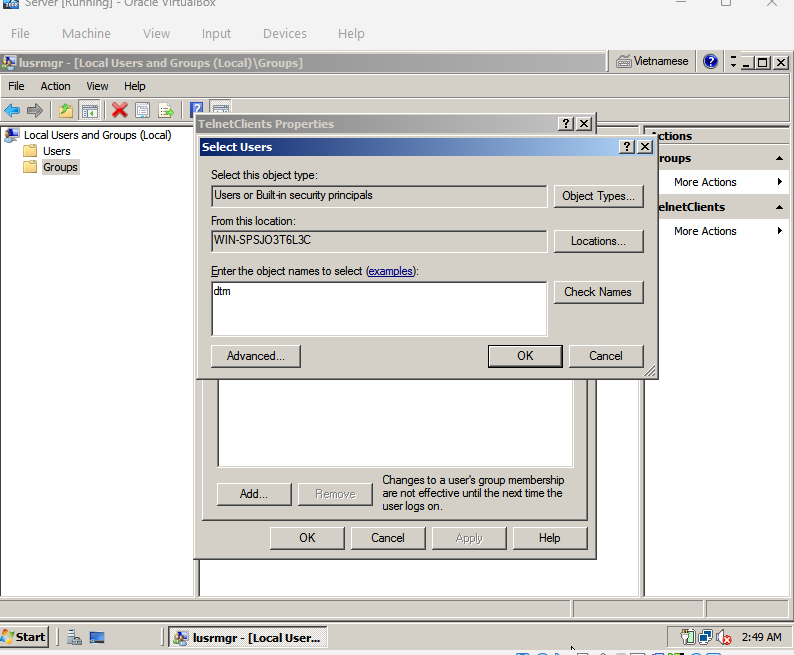 Server [Running] - Oracle VirtualBox
File Machine View Input Devices Help
lusrmgr - [Local Users and Groups (Local)\Groups]
Vietnamese
File Action View Help
Local Users and Groups (Local)
Users
Groups
TelnetClients Properties
Select Users
Select this object type:
Users or Built-in security principals
Object Types...
From this location:
WIN-SPSJO3T6L3C
Locations...
Enter the object names to select (examples):
dtm
Check Names
Advanced...
OK
Cancel
Add...
Remove
Changes to a user's group membership
are not effective until the next time the
user logs on.
OK
Cancel
Apply
Help
Actions
roups
More Actions
elnetClients
More Actions
Start
lusrmgr - [Local User...
2:49 AM